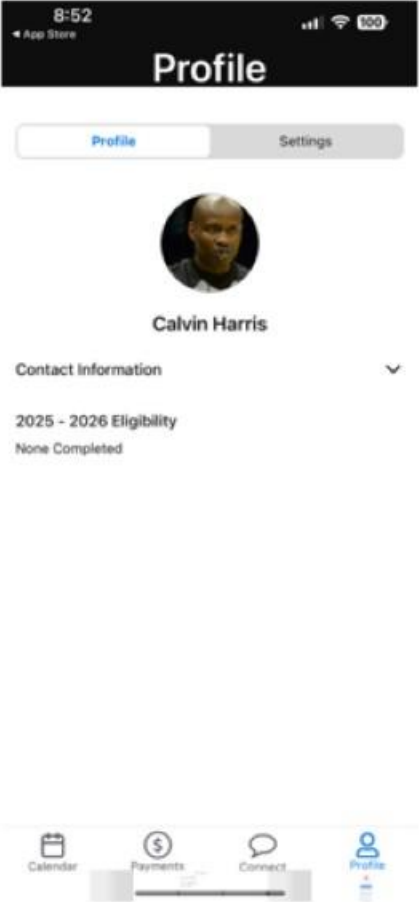 8:52
100
◀ App Store
Profile
Profile Settings
Calvin Harris
Contact Information
2025 - 2026 Eligibility
None Completed
Calendar Payments Connect Profile